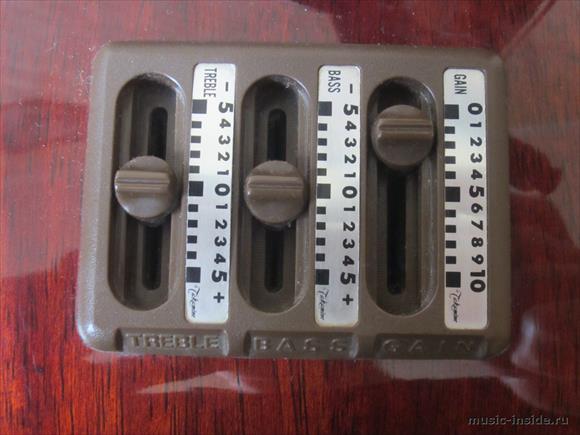 TREBLE
- 5 4 3 2 1 0 1 2 3 4 5 +
Takamine
BASS
- 5 4 3 2 1 0 1 2 3 4 5 +
Takamine
GAIN
0 1 2 3 4 5 6 7 8 9 10
Takamine
TREBLE
BASS
GAIN
music-inside.ru